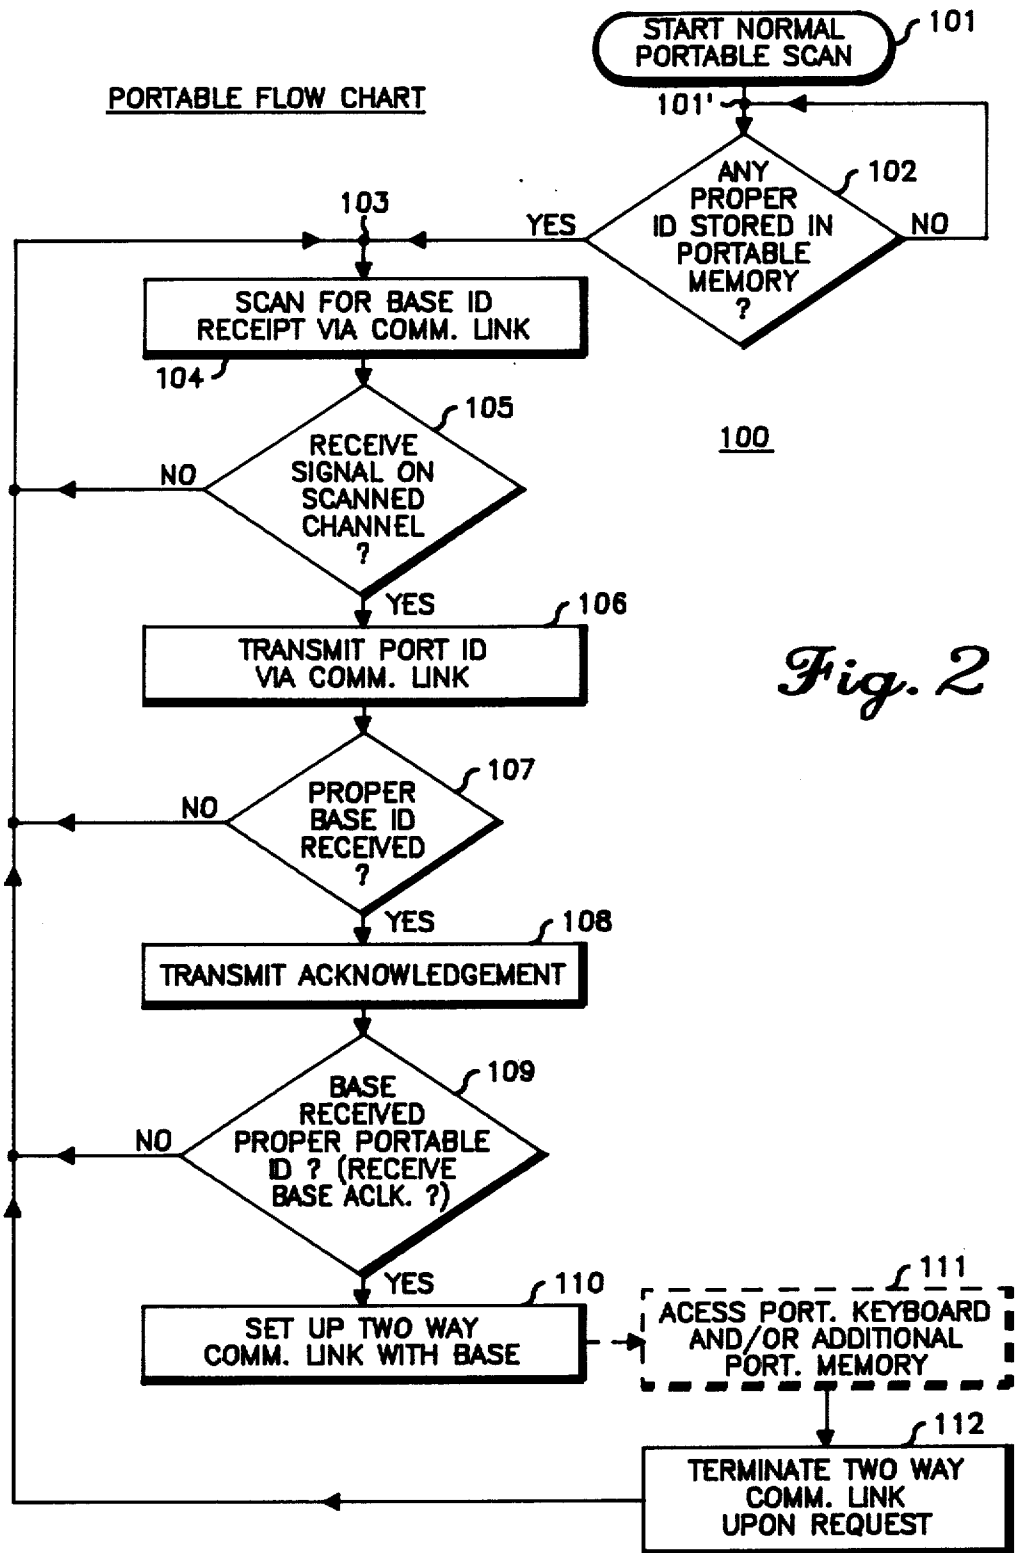 START NORMAL
PORTABLE SCAN
101
PORTABLE FLOW CHART
101'
ANY
PROPER
ID STORED IN
PORTABLE
MEMORY
?
102
YES
NO
103
SCAN FOR BASE ID
RECEIPT VIA COMM. LINK
104
105
100
RECEIVE
SIGNAL ON
SCANNED
CHANNEL
?
NO
YES
106
TRANSMIT PORT ID
VIA COMM. LINK
Fig. 2
107
PROPER
BASE ID
RECEIVED
?
NO
YES
108
TRANSMIT ACKNOWLEDGEMENT
109
BASE
RECEIVED
PROPER PORTABLE
ID ? (RECEIVE
BASE ACLK. ?)
NO
YES
110
SET UP TWO WAY
COMM. LINK WITH BASE
111
ACESS PORT. KEYBOARD
AND/OR ADDITIONAL
PORT. MEMORY
112
TERMINATE TWO WAY
COMM. LINK
UPON REQUEST